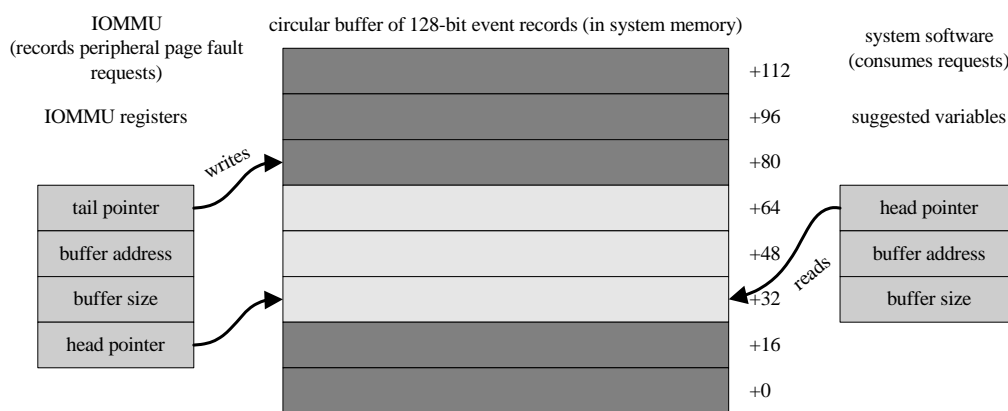 IOMMU
(records peripheral page fault
requests)
circular buffer of 128-bit event records (in system memory)
system software
(consumes requests)
IOMMU registers
suggested variables
writes
reads
tail pointer
buffer address
buffer size
head pointer
+112
+96
+80
+64
+48
+32
+16
+0
head pointer
buffer address
buffer size